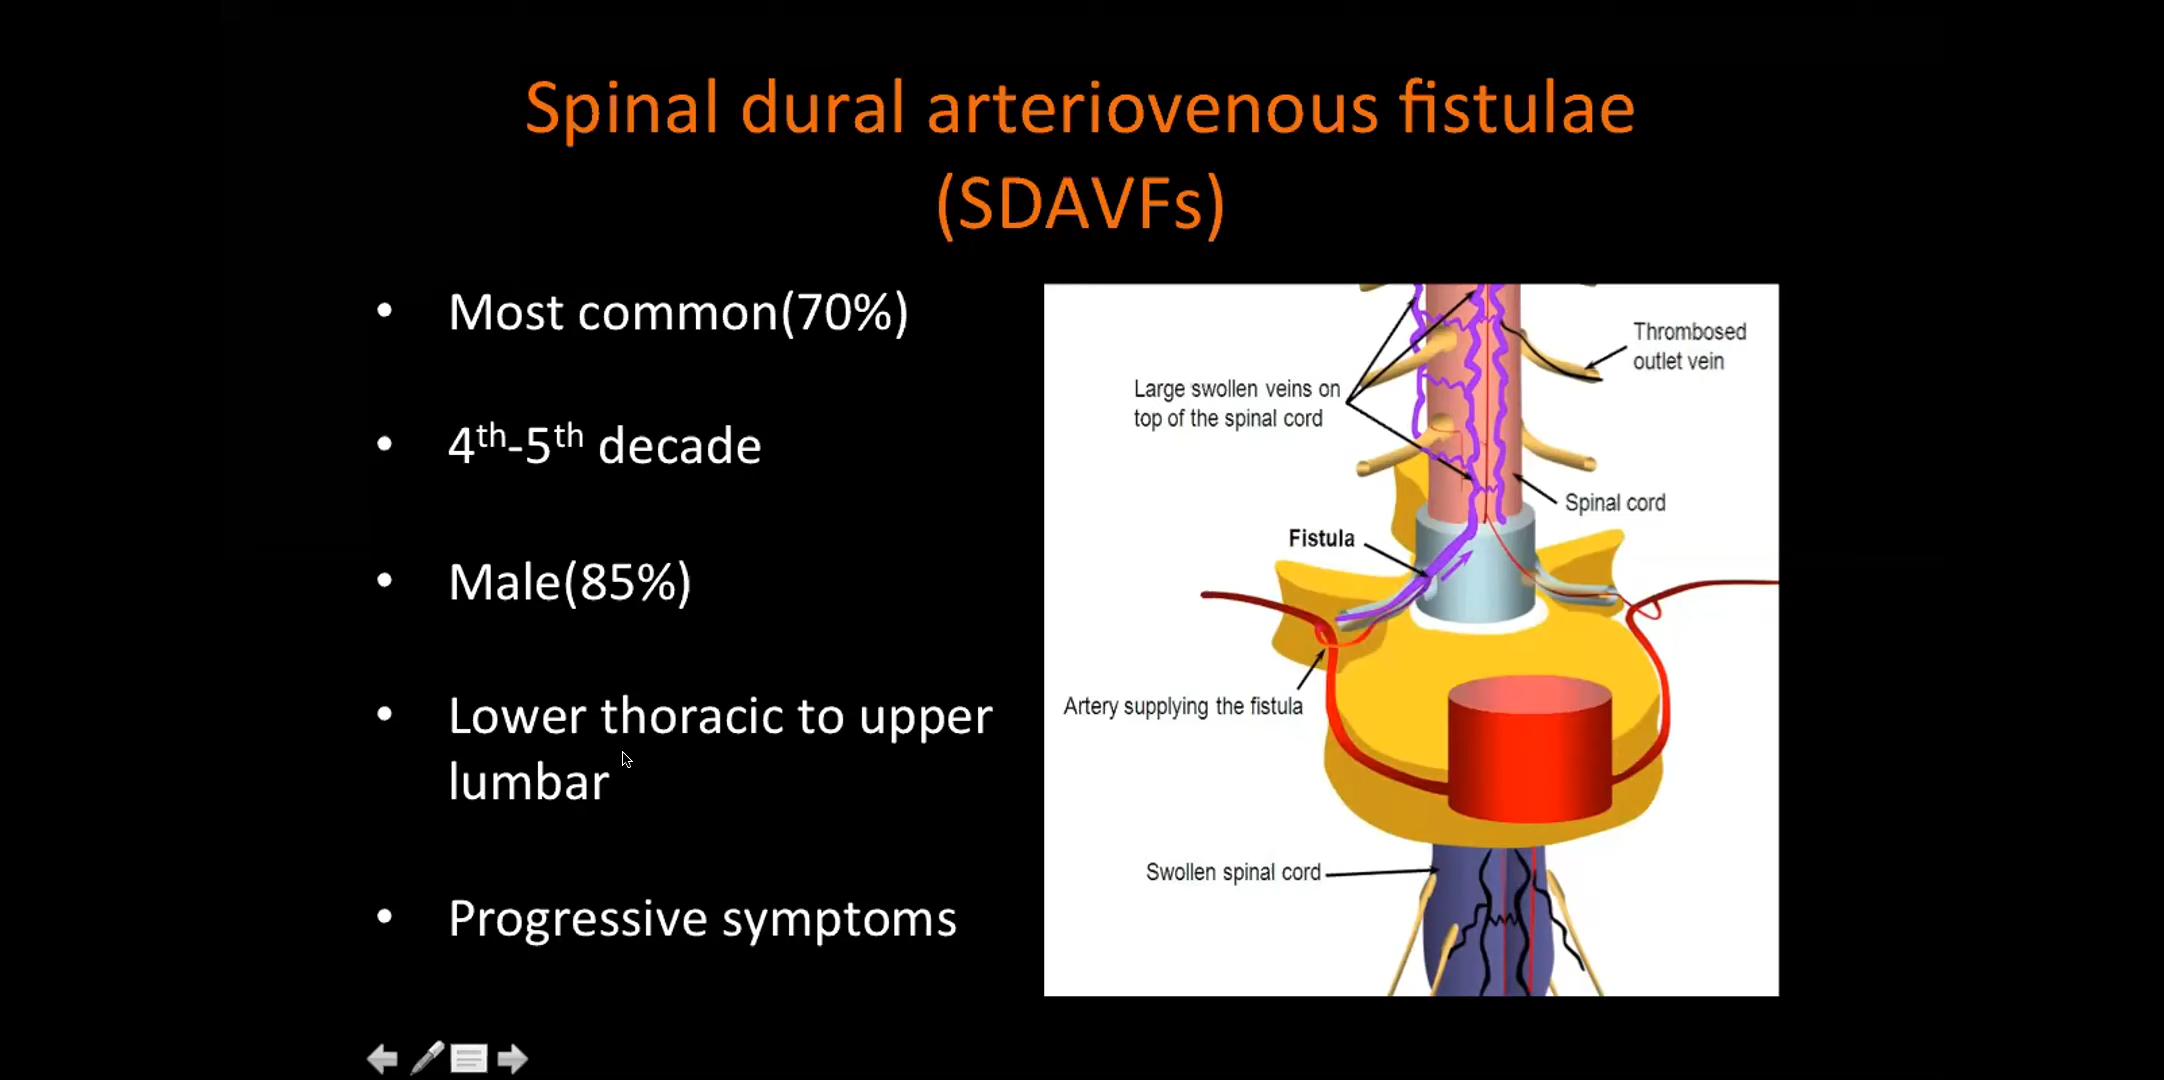 Spinal dural arteriovenous fistulae
(SDAVFs)
• Most common(70%)
• 4th-5th decade
• Male(85%)
• Lower thoracic to upper
lumbar
• Progressive symptoms
Thrombosed
outlet vein
Large swollen veins on
top of the spinal cord
Spinal cord
Fistula
Artery supplying the fistula
Swollen spinal cord